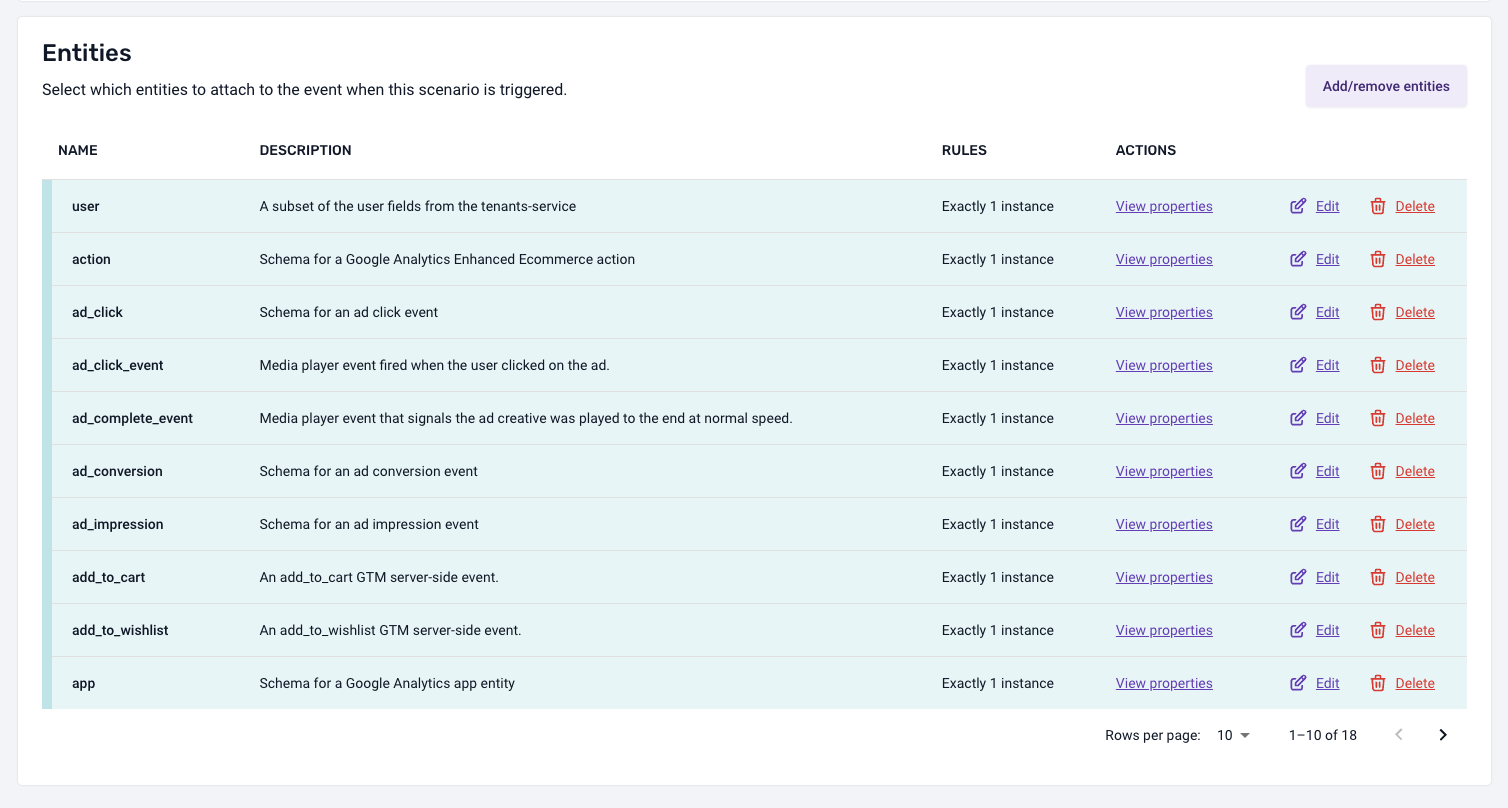 Entities
Select which entities to attach to the event when this scenario is triggered.
Add/remove entities
NAME DESCRIPTION RULES ACTIONS
user A subset of the user fields from the tenants-service Exactly 1 instance View properties Edit Delete
action Schema for a Google Analytics Enhanced Ecommerce action Exactly 1 instance View properties Edit Delete
ad_click Schema for an ad click event Exactly 1 instance View properties Edit Delete
ad_click_event Media player event fired when the user clicked on the ad. Exactly 1 instance View properties Edit Delete
ad_complete_event Media player event that signals the ad creative was played to the end at normal speed. Exactly 1 instance View properties Edit Delete
ad_conversion Schema for an ad conversion event Exactly 1 instance View properties Edit Delete
ad_impression Schema for an ad impression event Exactly 1 instance View properties Edit Delete
add_to_cart An add_to_cart GTM server-side event. Exactly 1 instance View properties Edit Delete
add_to_wishlist An add_to_wishlist GTM server-side event. Exactly 1 instance View properties Edit Delete
app Schema for a Google Analytics app entity Exactly 1 instance View properties Edit Delete
Rows per page: 10 1–10 of 18